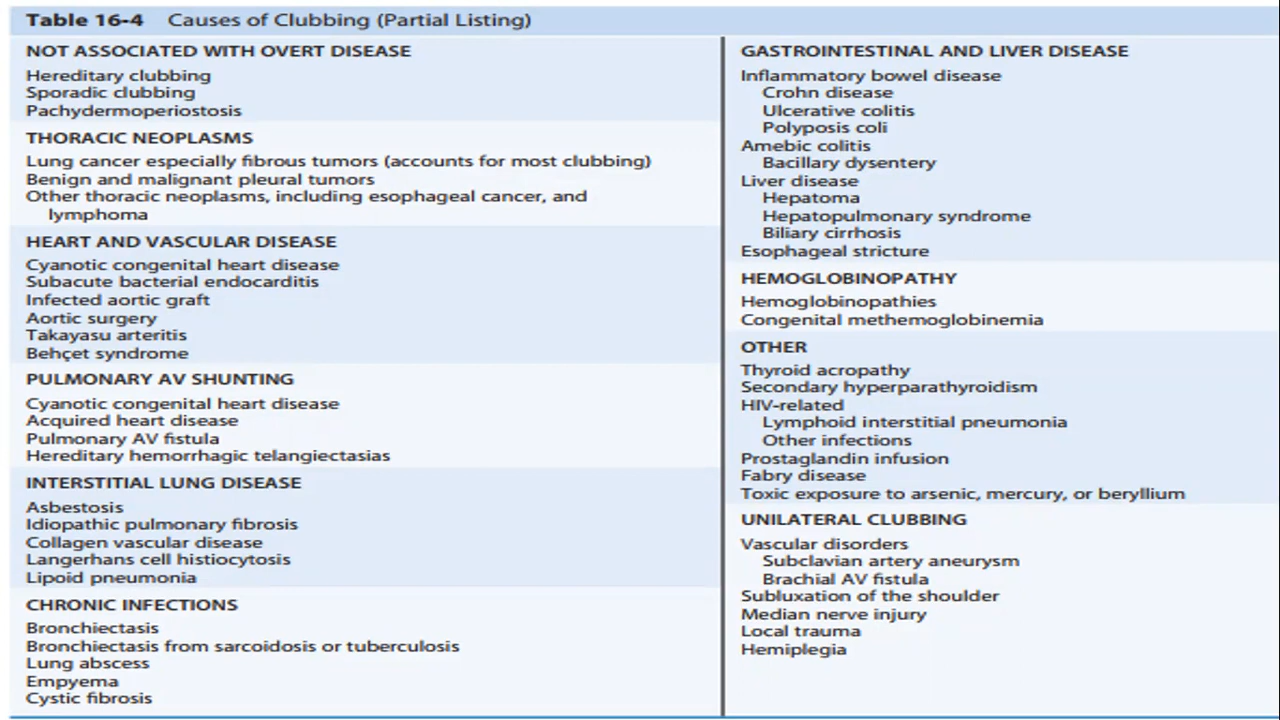 Table 16-4 Causes of Clubbing (Partial Listing)
NOT ASSOCIATED WITH OVERT DISEASE
Hereditary clubbing
Sporadic clubbing
Pachydermoperiostosis
THORACIC NEOPLASMS
Lung cancer especially fibrous tumors (accounts for most clubbing)
Benign and malignant pleural tumors
Other thoracic neoplasms, including esophageal cancer, and
lymphoma
HEART AND VASCULAR DISEASE
Cyanotic congenital heart disease
Subacute bacterial endocarditis
Infected aortic graft
Aortic surgery
Takayasu arteritis
Behçet syndrome
PULMONARY AV SHUNTING
Cyanotic congenital heart disease
Acquired heart disease
Pulmonary AV fistula
Hereditary hemorrhagic telangiectasias
INTERSTITIAL LUNG DISEASE
Asbestosis
Idiopathic pulmonary fibrosis
Collagen vascular disease
Langerhans cell histiocytosis
Lipoid pneumonia
CHRONIC INFECTIONS
Bronchiectasis
Bronchiectasis from sarcoidosis or tuberculosis
Lung abscess
Empyema
Cystic fibrosis
GASTROINTESTINAL AND LIVER DISEASE
Inflammatory bowel disease
Crohn disease
Ulcerative colitis
Polyposis coli
Amebic colitis
Bacillary dysentery
Liver disease
Hepatoma
Hepatopulmonary syndrome
Biliary cirrhosis
Esophageal stricture
HEMOGLOBINOPATHY
Hemoglobinopathies
Congenital methemoglobinemia
OTHER
Thyroid acropathy
Secondary hyperparathyroidism
HIV-related
Lymphoid interstitial pneumonia
Other infections
Prostaglandin infusion
Fabry disease
Toxic exposure to arsenic, mercury, or beryllium
UNILATERAL CLUBBING
Vascular disorders
Subclavian artery aneurysm
Brachial AV fistula
Subluxation of the shoulder
Median nerve injury
Local trauma
Hemiplegia